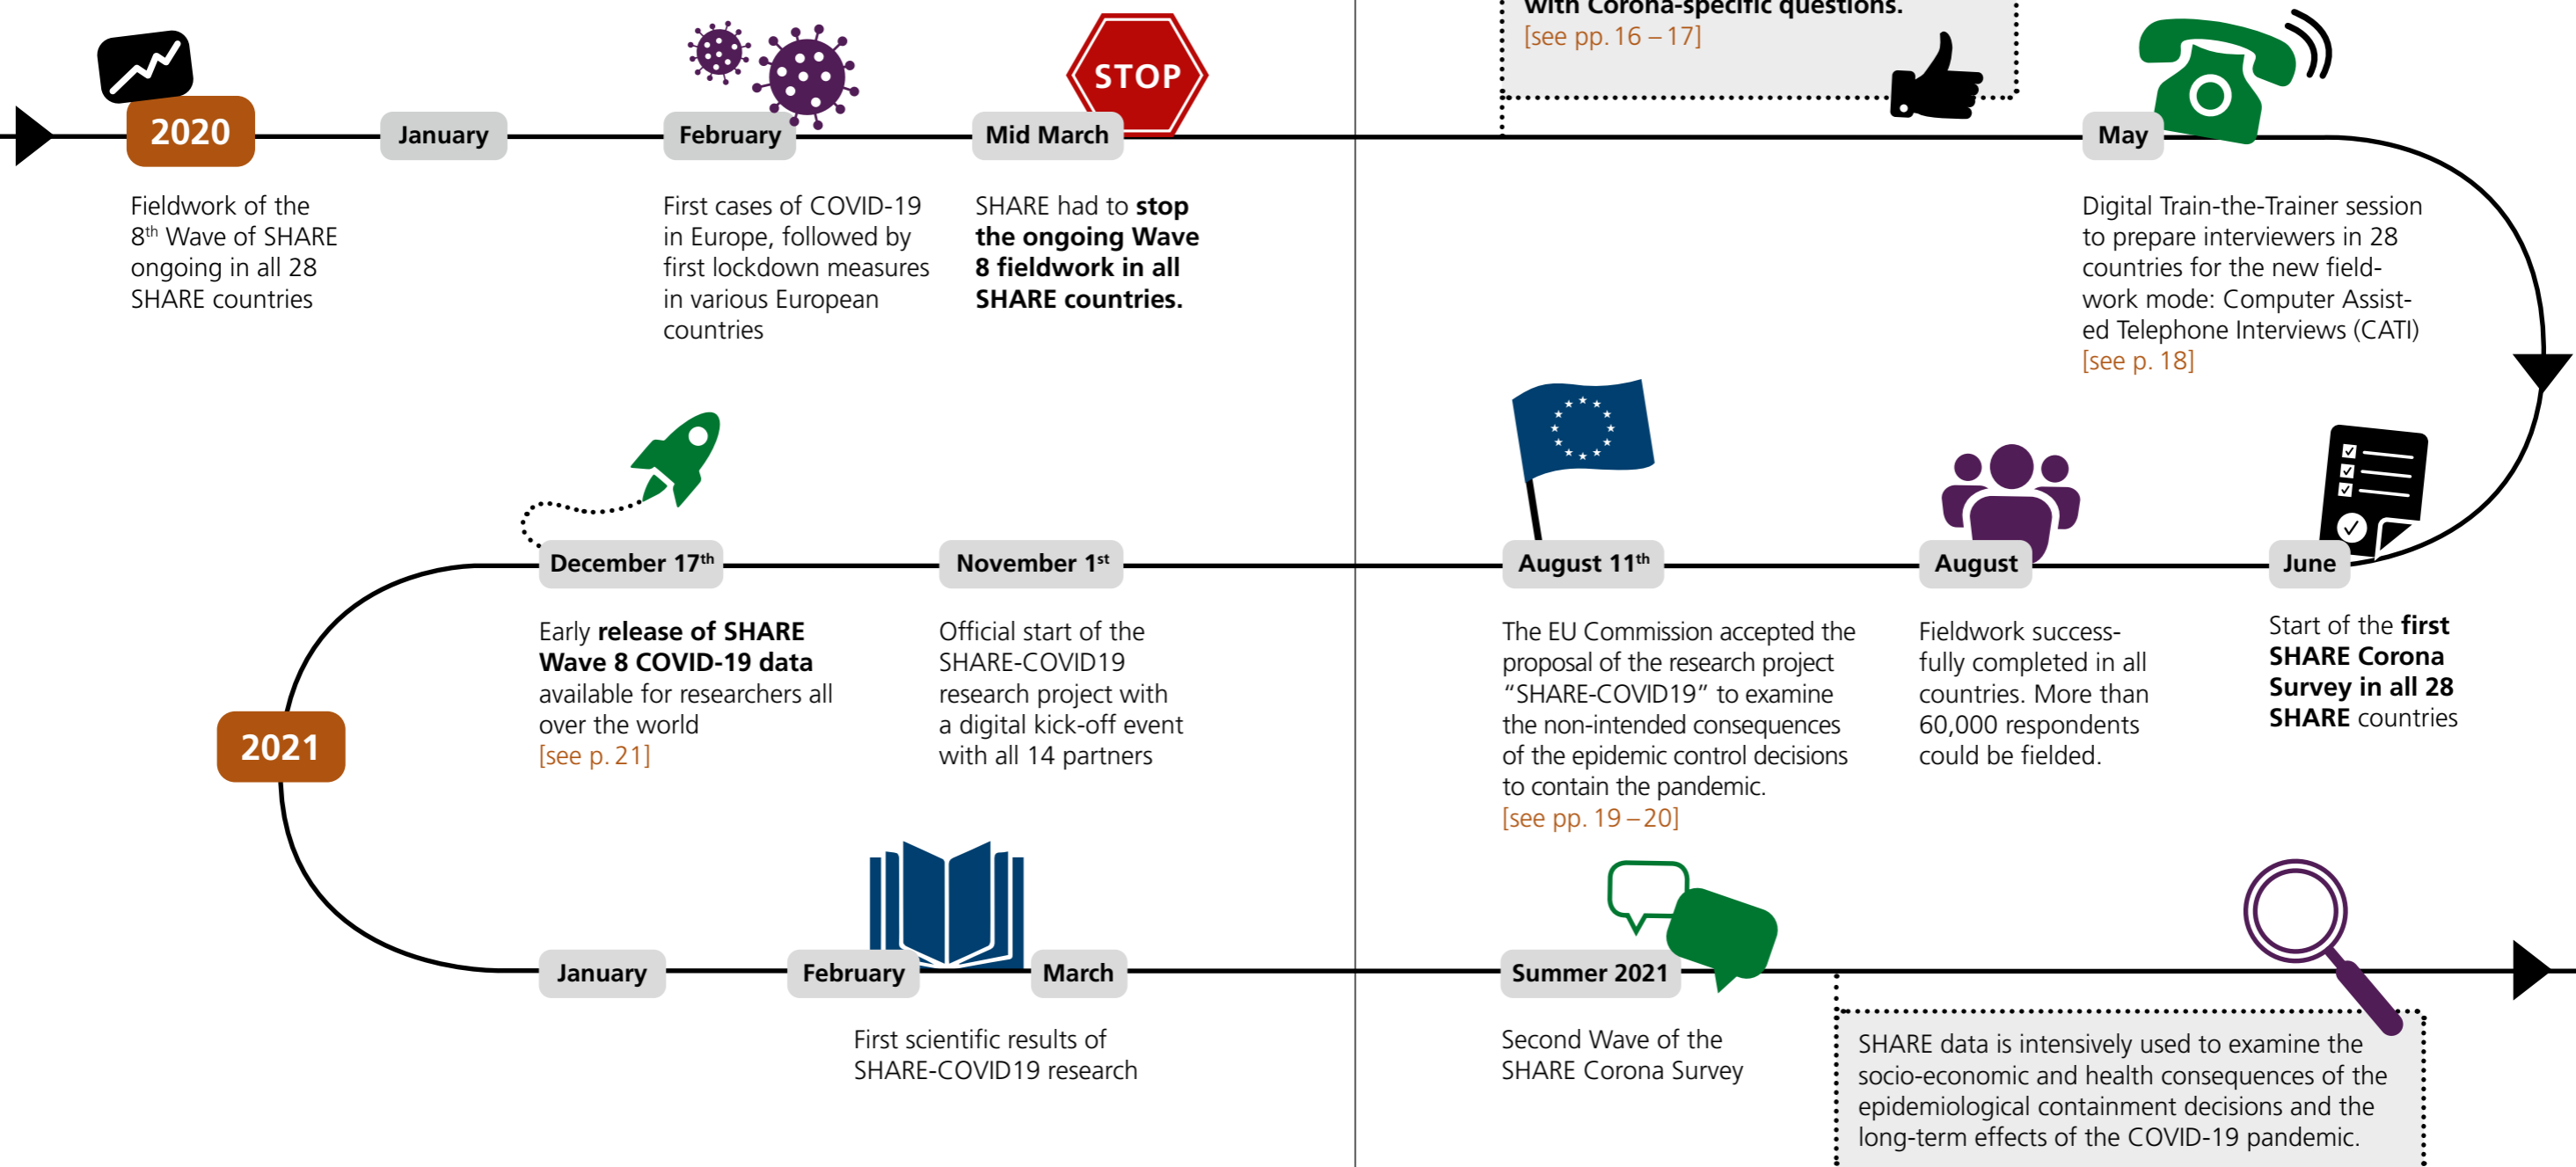 with Corona-specific questions.
[see pp. 16 – 17]
STOP
2020
January
February
Mid March
May
Fieldwork of the
8th Wave of SHARE
ongoing in all 28
SHARE countries
First cases of COVID-19
in Europe, followed by
first lockdown measures
in various European
countries
SHARE had to stop
the ongoing Wave
8 fieldwork in all
SHARE countries.
Digital Train-the-Trainer session
to prepare interviewers in 28
countries for the new field-
work mode: Computer Assist-
ed Telephone Interviews (CATI)
[see p. 18]
June
Start of the first
SHARE Corona
Survey in all 28
SHARE countries
August
Fieldwork success-
fully completed in all
countries. More than
60,000 respondents
could be fielded.
August 11th
The EU Commission accepted the
proposal of the research project
“SHARE-COVID19” to examine
the non-intended consequences
of the epidemic control decisions
to contain the pandemic.
[see pp. 19 – 20]
November 1st
Official start of the
SHARE-COVID19
research project with
a digital kick-off event
with all 14 partners
December 17th
Early release of SHARE
Wave 8 COVID-19 data
available for researchers all
over the world
[see p. 21]
2021
January
February
March
First scientific results of
SHARE-COVID19 research
Summer 2021
Second Wave of the
SHARE Corona Survey
SHARE data is intensively used to examine the
socio-economic and health consequences of the
epidemiological containment decisions and the
long-term effects of the COVID-19 pandemic.